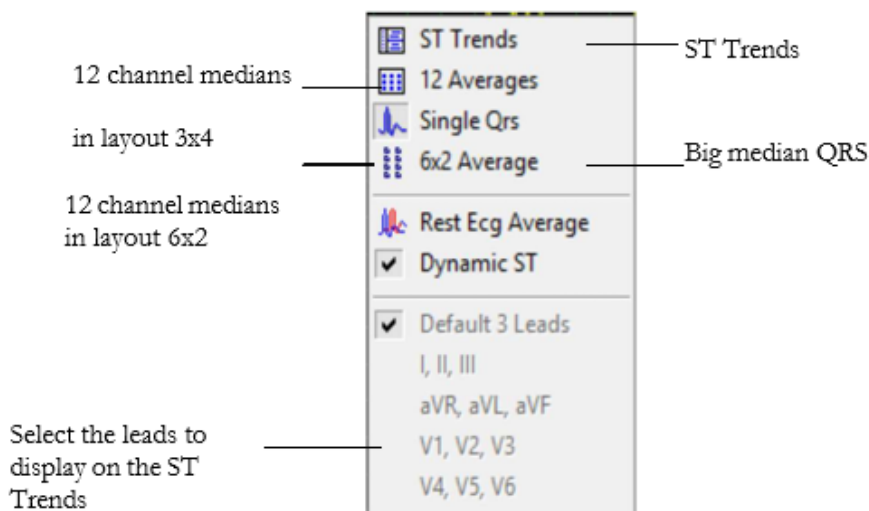 ST Trends
12 Averages
Single Qrs
6x2 Average
Rest Ecg Average
Dynamic ST
Default 3 Leads
I, II, III
aVR, aVL, aVF
V1, V2, V3
V4, V5, V6
12 channel medians
in layout 3x4
12 channel medians
in layout 6x2
Select the leads to
display on the ST
Trends
ST Trends
Big median QRS